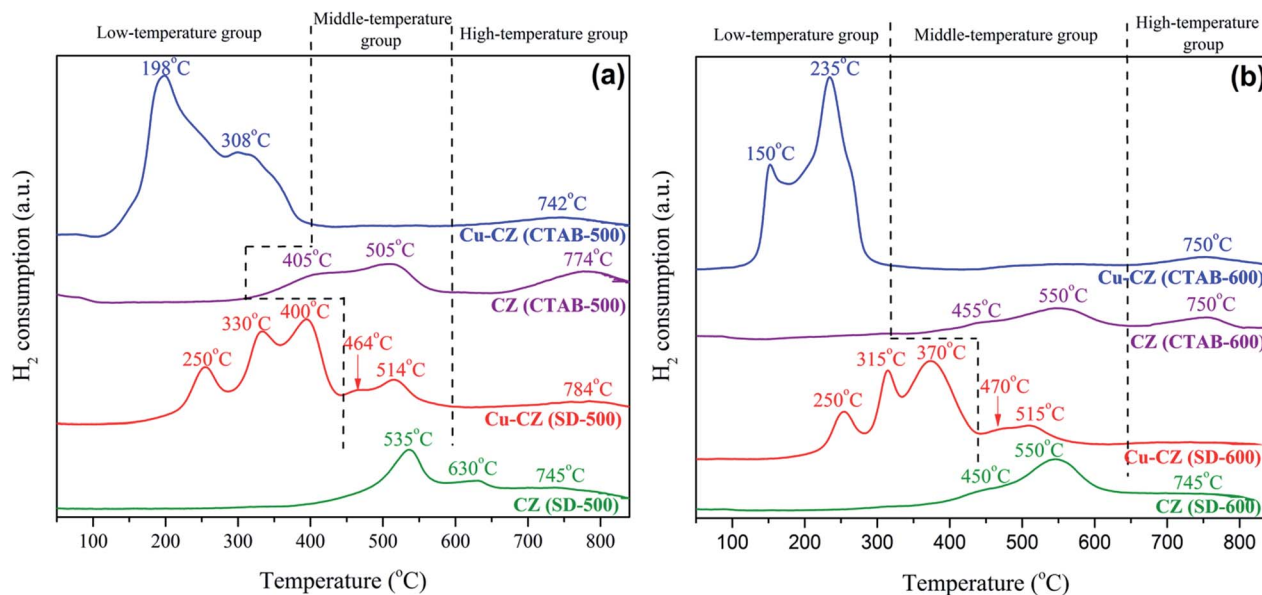 Low-temperature group
Middle-temperature
group
High-temperature group
(a)
198°C
308°C
742°C
Cu-CZ (CTAB-500)
405°C
505°C
774°C
CZ (CTAB-500)
250°C
330°C
400°C
464°C
514°C
784°C
Cu-CZ (SD-500)
535°C
630°C
745°C
CZ (SD-500)
H₂ consumption (a.u.)
100 200 300 400 500 600 700 800
Temperature (°C)
Low-temperature group
Middle-temperature group
High-temperature
group
(b)
150°C
235°C
750°C
Cu-CZ (CTAB-600)
455°C
550°C
750°C
CZ (CTAB-600)
250°C
315°C
370°C
470°C
515°C
Cu-CZ (SD-600)
450°C
550°C
745°C
CZ (SD-600)
H₂ consumption (a.u.)
100 200 300 400 500 600 700 800
Temperature (°C)